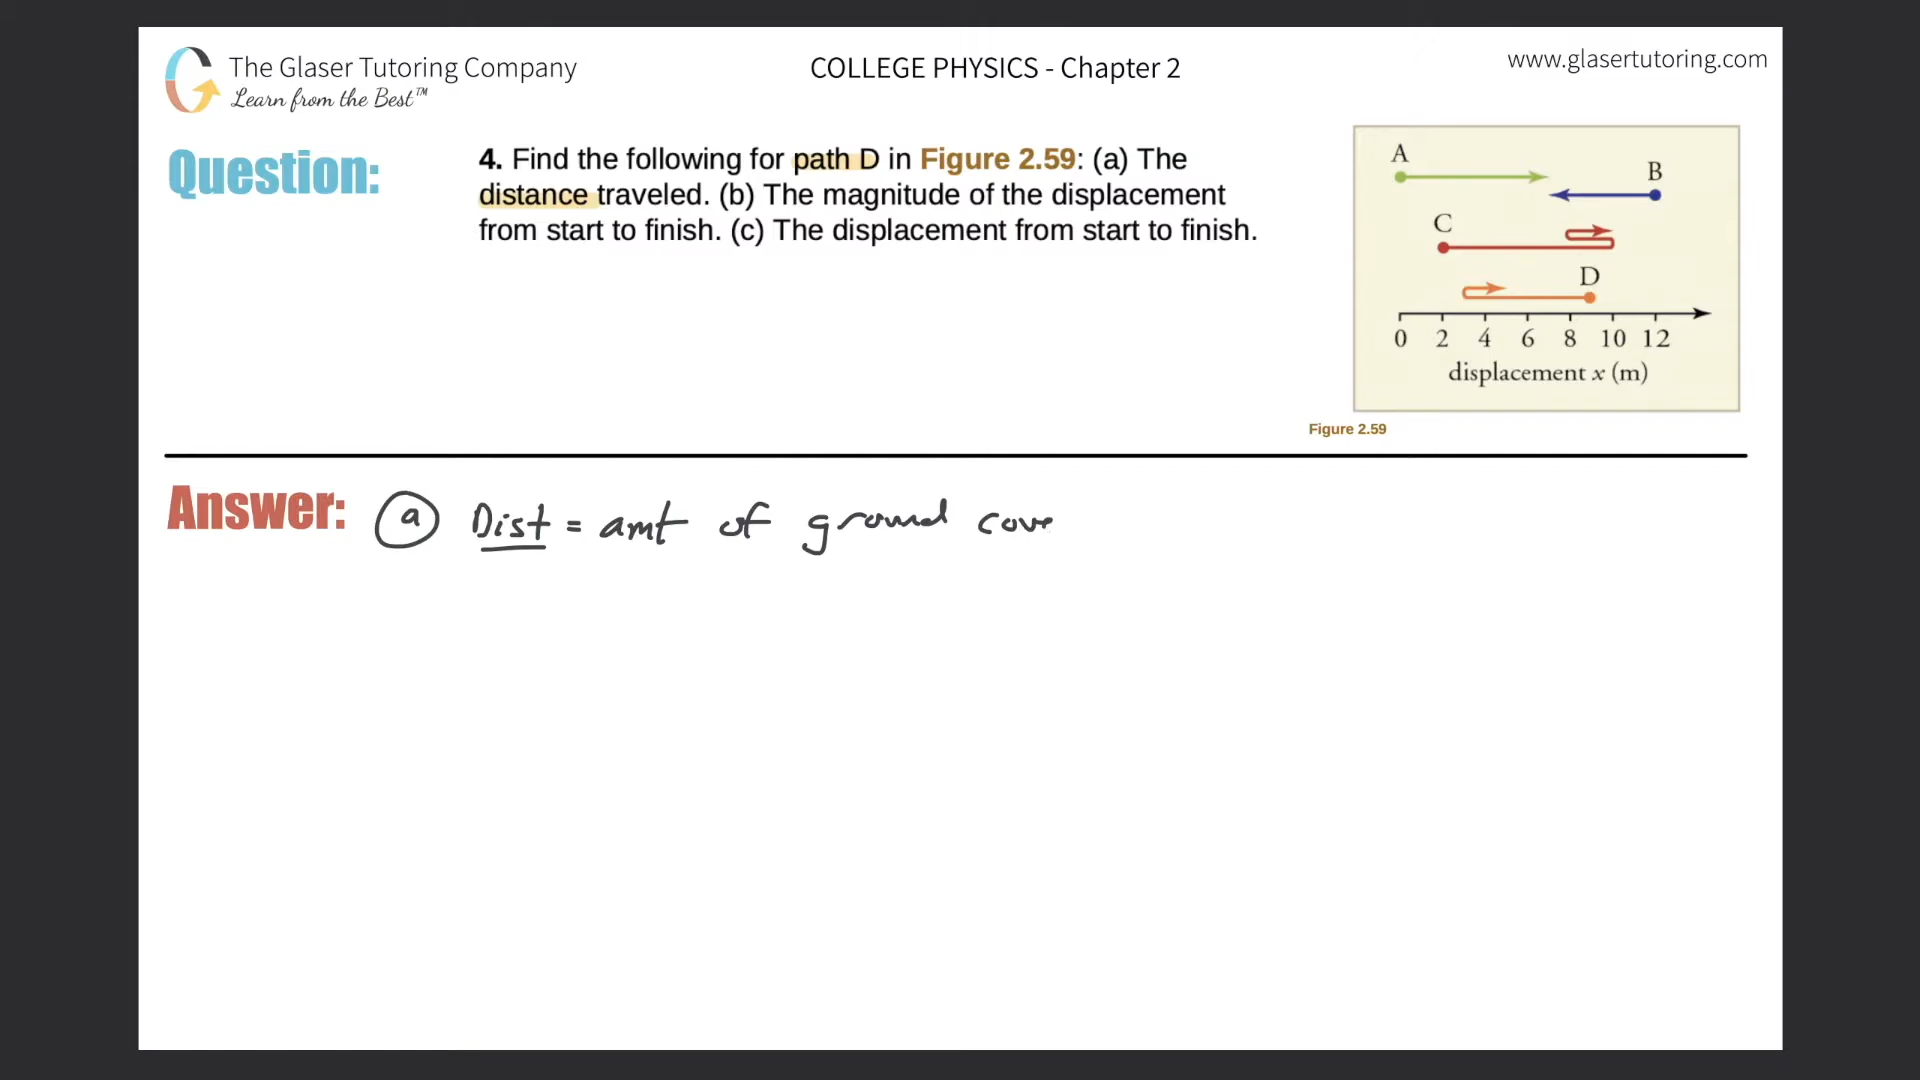 The Glaser Tutoring Company
Learn from the Best™
COLLEGE PHYSICS - Chapter 2
www.glasertutoring.com
Question:
4. Find the following for path D in Figure 2.59: (a) The
distance traveled. (b) The magnitude of the displacement
from start to finish. (c) The displacement from start to finish.
A
B
C
D
0 2 4 6 8 10 12
displacement x (m)
Figure 2.59
Answer: a Dist = amt of ground cove